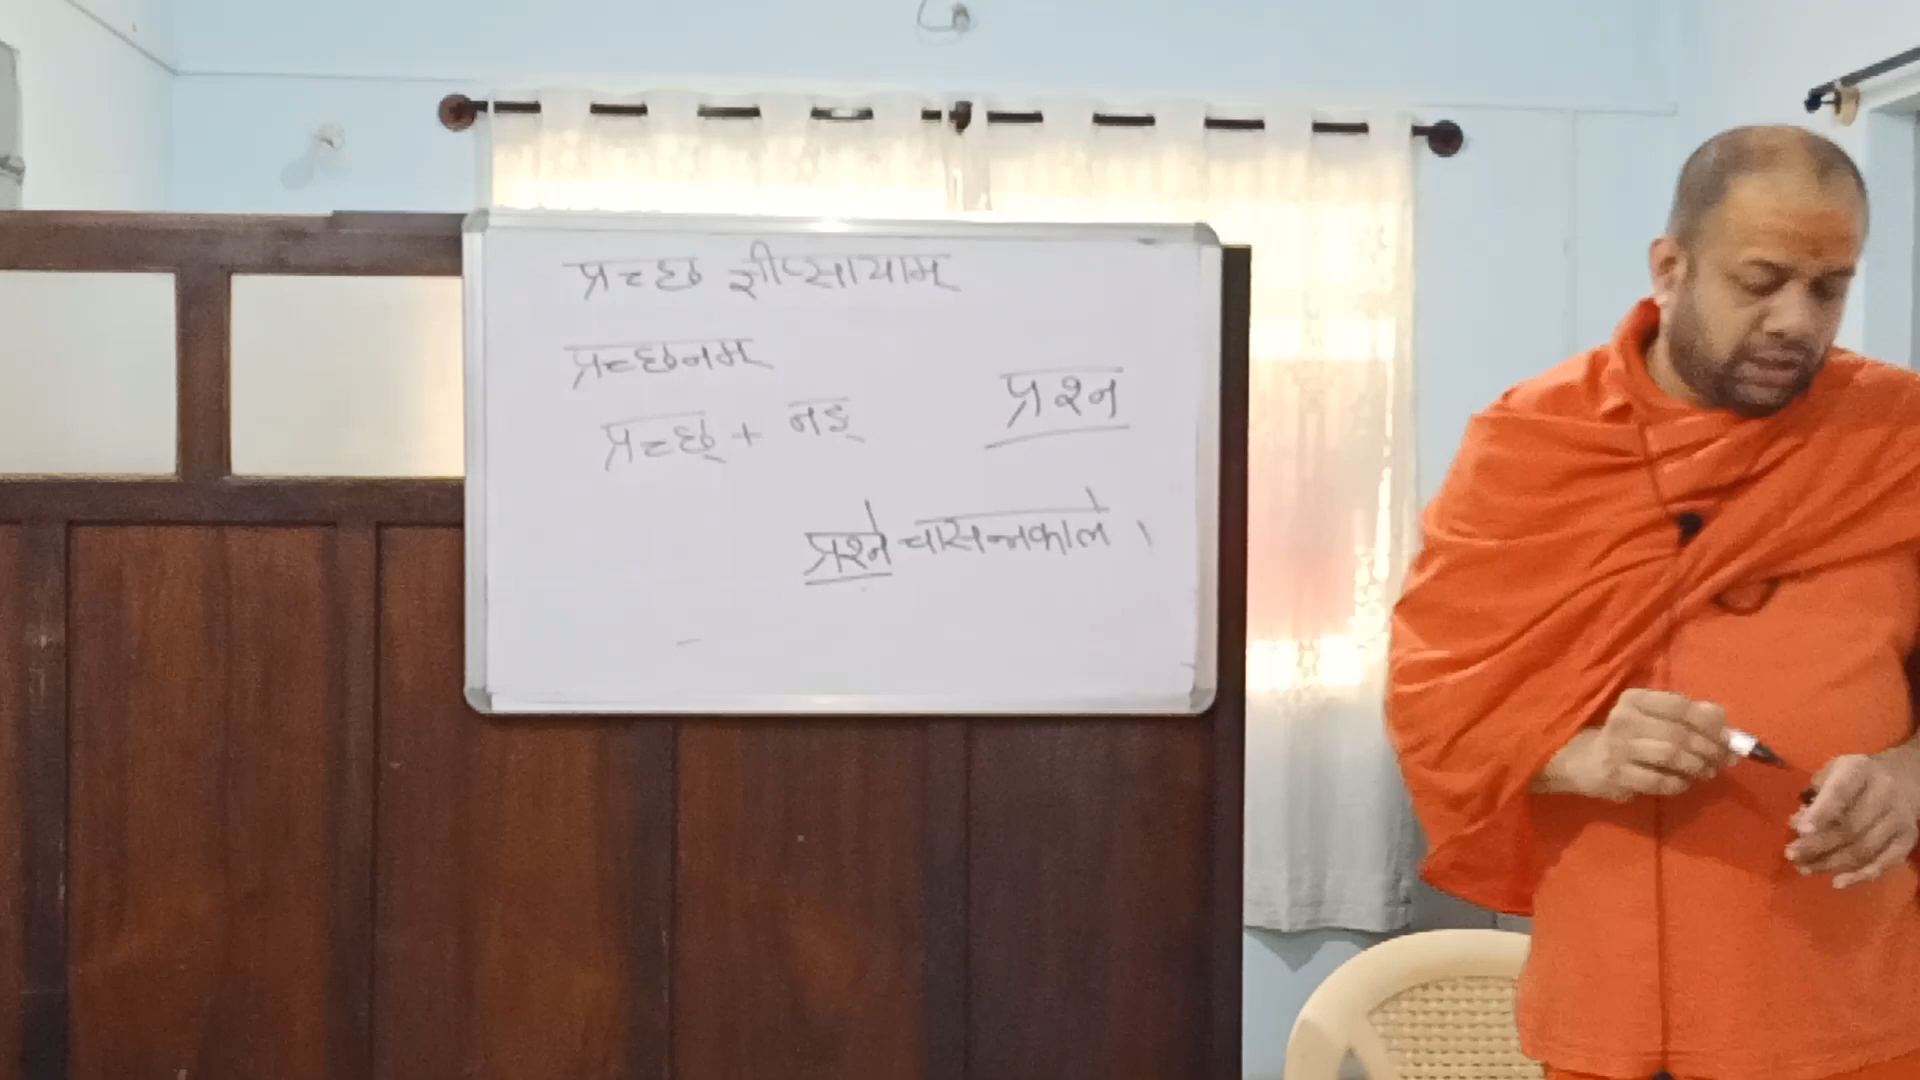 प्रच्छ ज्ञीप्सायाम्
प्रच्छनम्
प्रच्छ् + नङ्
प्रश्न
प्रश्ने चासन्नकाले ।